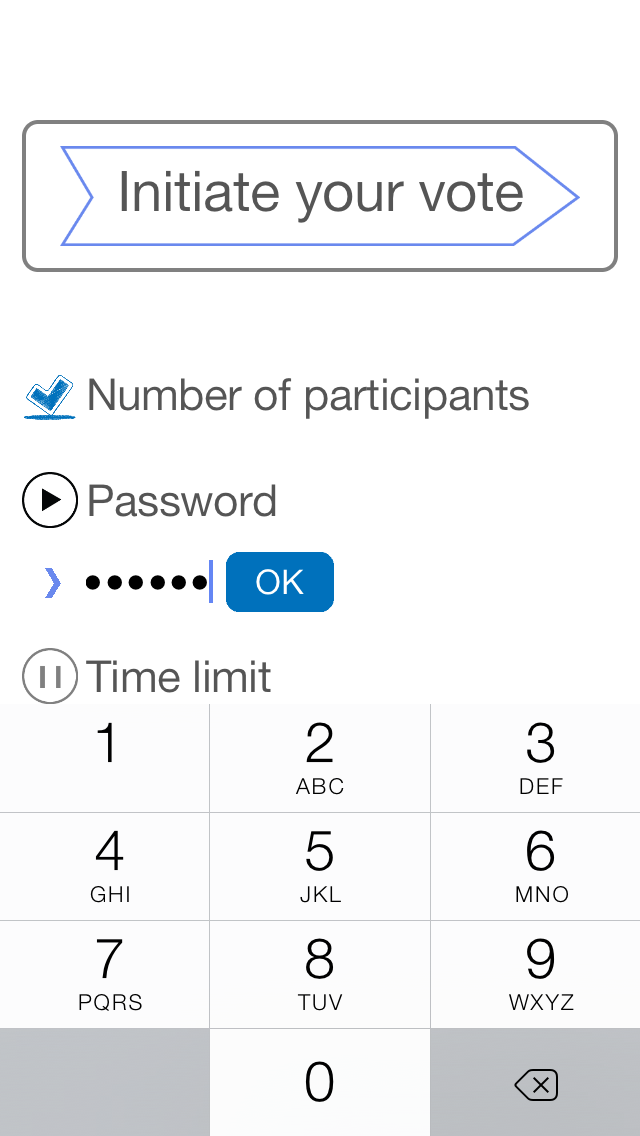 Initiate your vote
Number of participants
Password
●●●●●● OK
Time limit
1 2 3
ABC DEF
4 5 6
GHI JKL MNO
7 8 9
PQRS TUV WXYZ
0